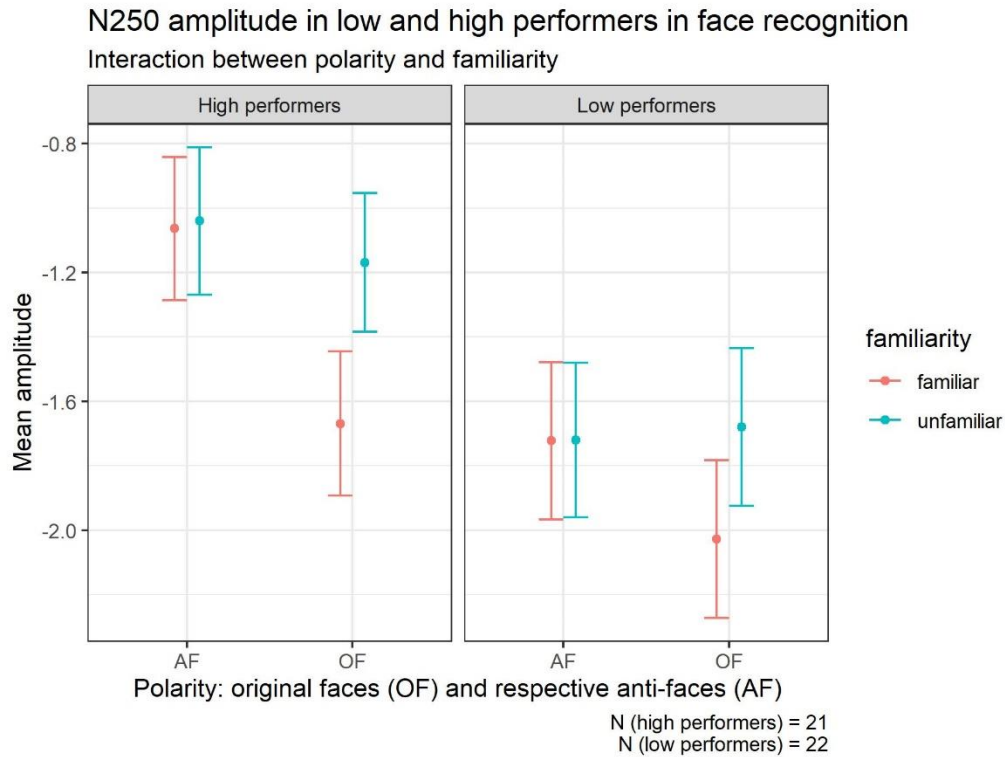 N250 amplitude in low and high performers in face recognition
Interaction between polarity and familiarity
High performers
Low performers
Mean amplitude
-0.8
-1.2
-1.6
-2.0
AF
OF
AF
OF
Polarity: original faces (OF) and respective anti-faces (AF)
familiarity
familiar
unfamiliar
N (high performers) = 21
N (low performers) = 22